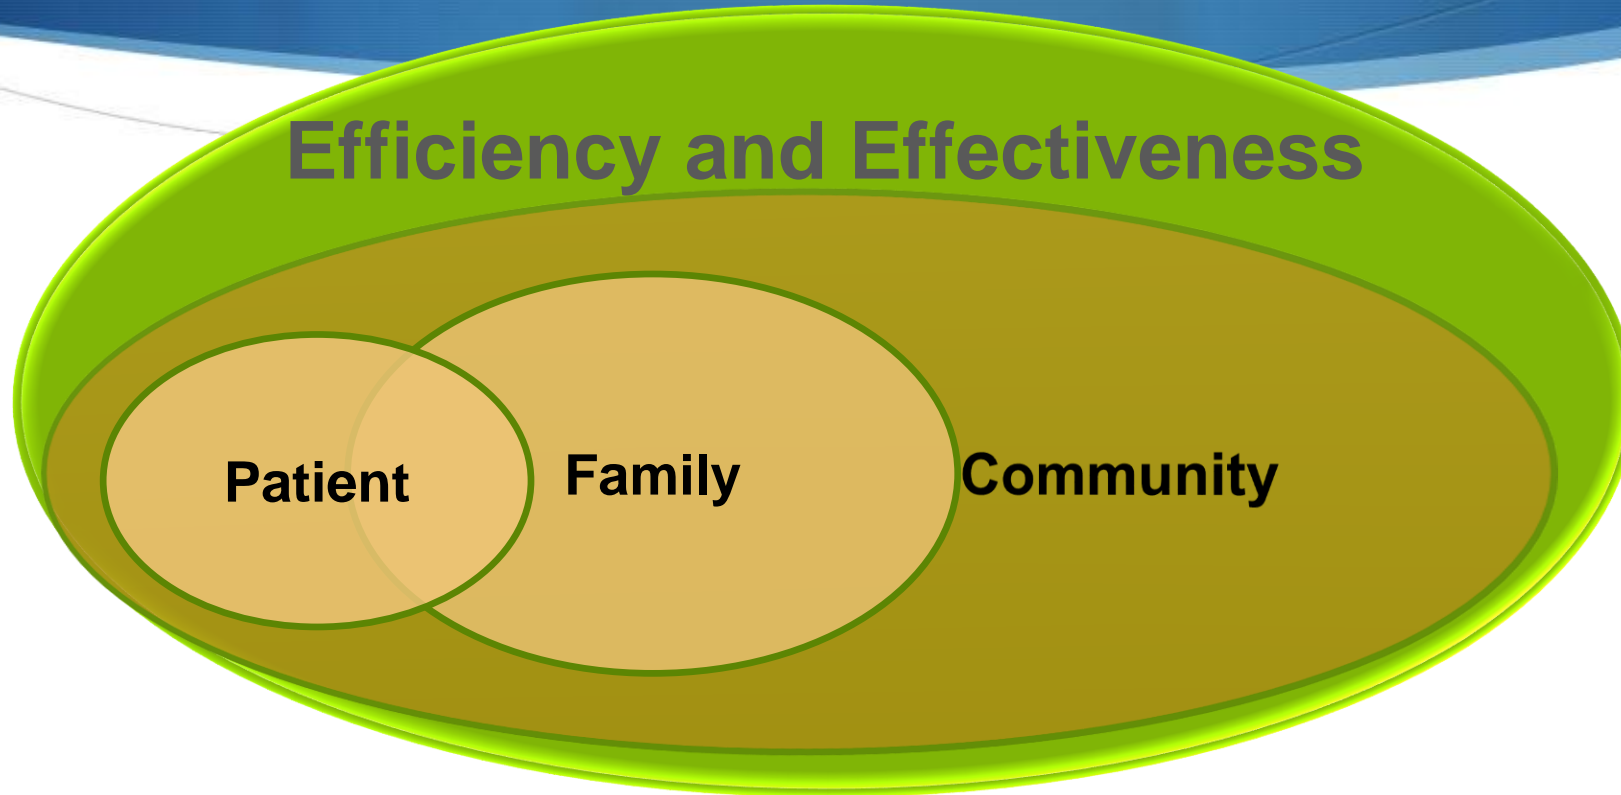 Efficiency and Effectiveness
Patient
Family
Community